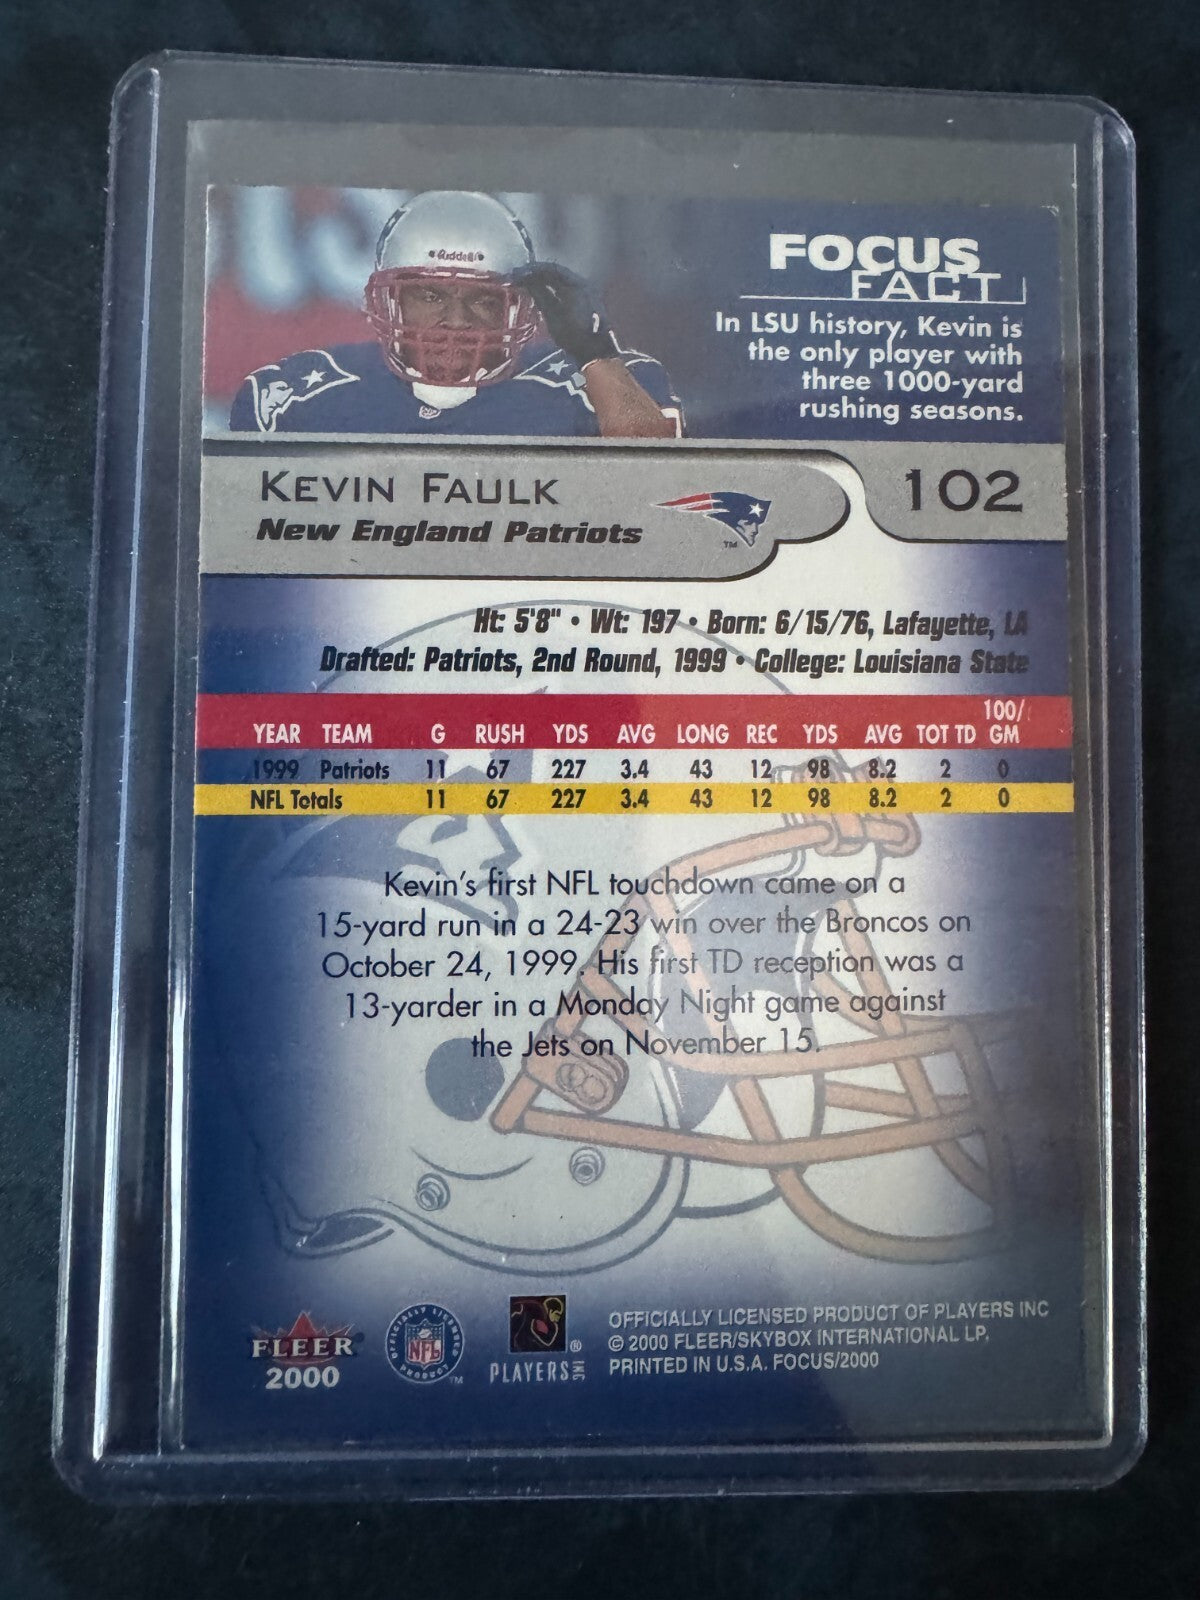 Riddell
FOCUS
FACT
In LSU history, Kevin is
the only player with
three 1000-yard
rushing seasons.
KEVIN FAULK
New England Patriots
TM
102
Ht: 5'8" • Wt: 197 • Born: 6/15/76, Lafayette, LA
Drafted: Patriots, 2nd Round, 1999 • College: Louisiana State
YEAR TEAM G RUSH YDS AVG LONG REC YDS AVG TOT TD 100/GM
1999 Patriots 11 67 227 3.4 43 12 98 8.2 2 0
NFL Totals 11 67 227 3.4 43 12 98 8.2 2 0
Kevin's first NFL touchdown came on a
15-yard run in a 24-23 win over the Broncos on
October 24, 1999. His first TD reception was a
13-yarder in a Monday Night game against
the Jets on November 15.
FLEER
2000
OFFICIALLY LICENSED
NFL
PRODUCT
TM
PLAYERS INC
®
OFFICIALLY LICENSED PRODUCT OF PLAYERS INC
© 2000 FLEER/SKYBOX INTERNATIONAL LP.
PRINTED IN U.S.A. FOCUS/2000